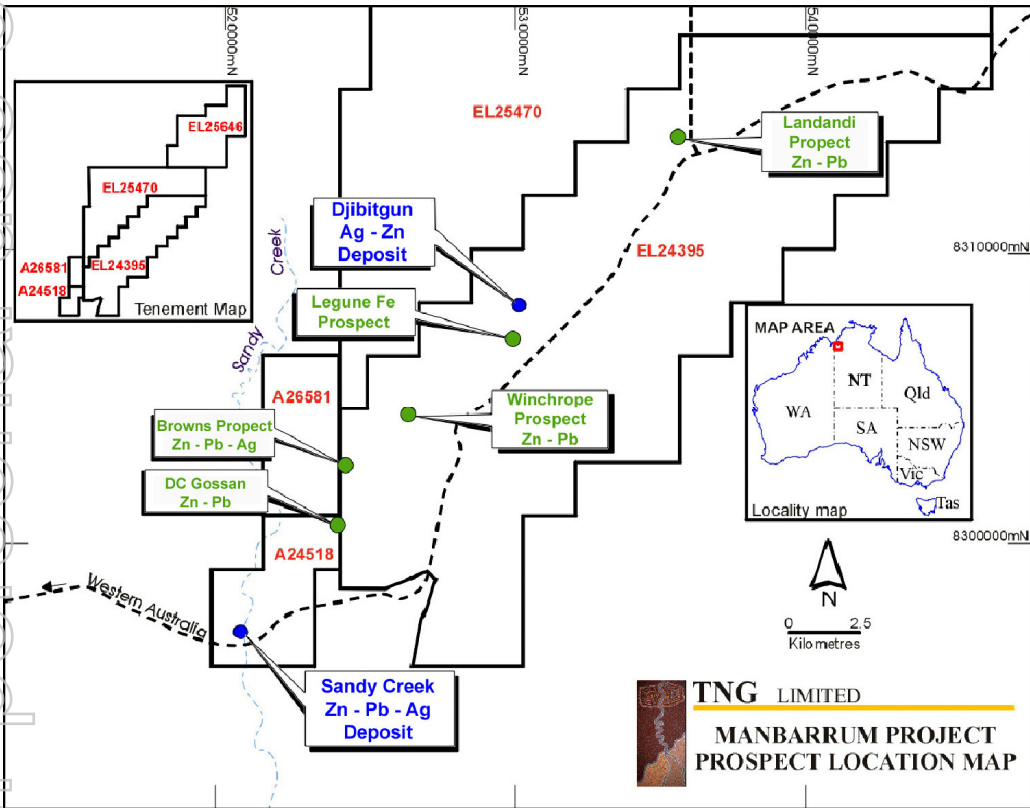 520000mN
530000mN
540000mN
EL25646
EL25470
A26581
EL24395
A24518
Tenement Map
EL25470
Landandi
Propect
Zn - Pb
Djibitgun
Ag - Zn
Deposit
EL24395
8310000mN
Sandy Creek
Legune Fe
Prospect
MAP AREA
NT
Qld
WA
SA
NSW
Vic
Tas
Locality map
A26581
Winchrope
Prospect
Zn - Pb
Browns Propect
Zn - Pb - Ag
DC Gossan
Zn - Pb
8300000mN
A24518
Western Australia
N
0 2.5
Kilometres
Sandy Creek
Zn - Pb - Ag
Deposit
TNG LIMITED
MANBARRUM PROJECT
PROSPECT LOCATION MAP